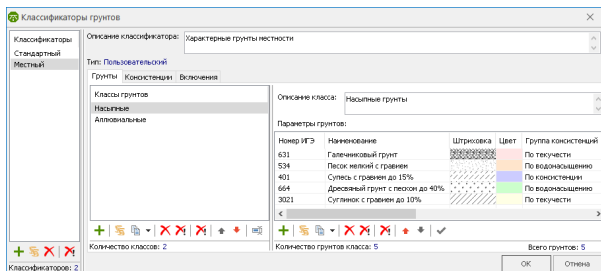 Классификаторы грунтов
Классификаторы
Стандартный
Местный
Классификаторов: 2
Описание классификатора:
Характерные грунты местности
Тип: Пользовательский
Грунты Консистенции Включения
Классы грунтов
Насыпные
Аллювиальные
Количество классов: 2
Описание класса:
Насыпные грунты
Параметры грунтов:
Номер ИГЭ Наименование Штриховка Цвет Группа консистенций
631 Галечниковый грунт По текучести
534 Песок мелкий с гравием По водонасыщению
401 Супесь с гравием до 15% По консистенции
664 Дресвяный грунт с песком до 40% По водонасыщению
3021 Суглинок с гравием до 10% По текучести
Количество грунтов класса: 5 Всего грунтов: 5
OK Отмена